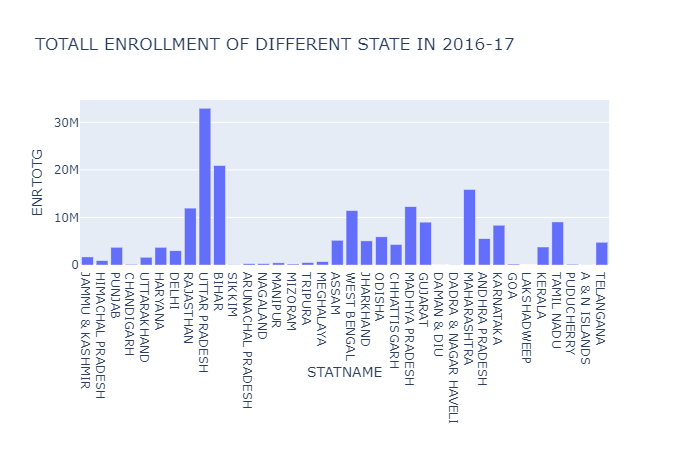 TOTALL ENROLLMENT OF DIFFERENT STATE IN 2016-17
ENRTOTG
30M
20M
10M
0
JAMMU & KASHMIR
HIMACHAL PRADESH
PUNJAB
CHANDIGARH
UTTARAKHAND
HARYANA
DELHI
RAJASTHAN
UTTAR PRADESH
BIHAR
SIKKIM
ARUNACHAL PRADESH
NAGALAND
MANIPUR
MIZORAM
TRIPURA
MEGHALAYA
ASSAM
WEST BENGAL
JHARKHAND
ODISHA
CHHATTISGARH
MADHYA PRADESH
GUJARAT
DAMAN & DIU
DADRA & NAGAR HAVELI
MAHARASHTRA
ANDHRA PRADESH
KARNATAKA
GOA
LAKSHADWEEP
KERALA
TAMIL NADU
PUDUCHERRY
A & N ISLANDS
TELANGANA
STATNAME